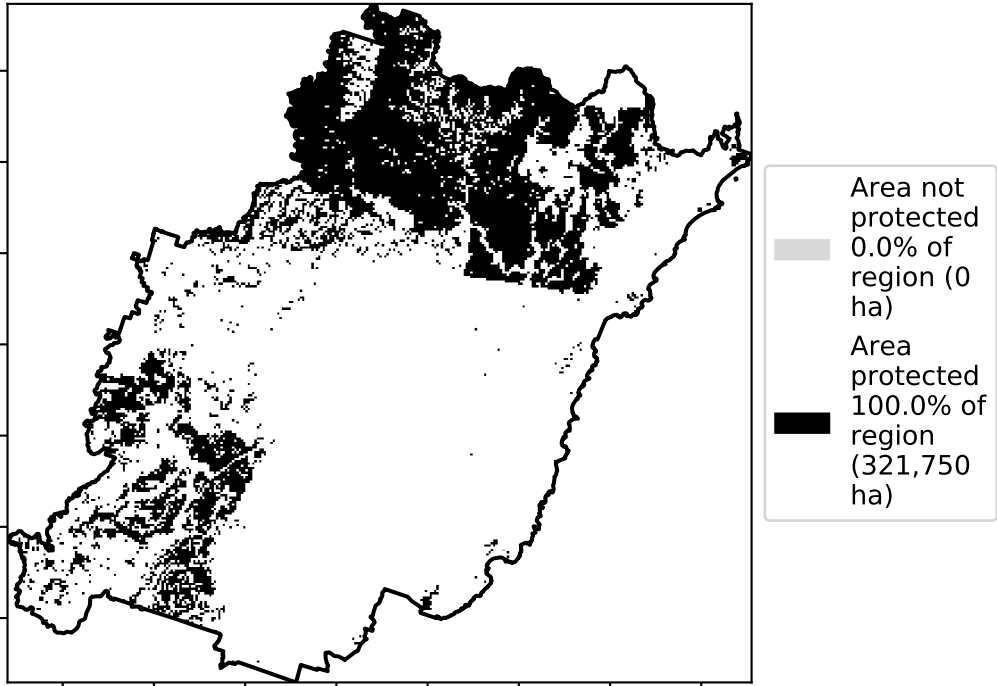 Area not
protected
0.0% of
region (0
ha)
Area
protected
100.0% of
region
(321,750
ha)